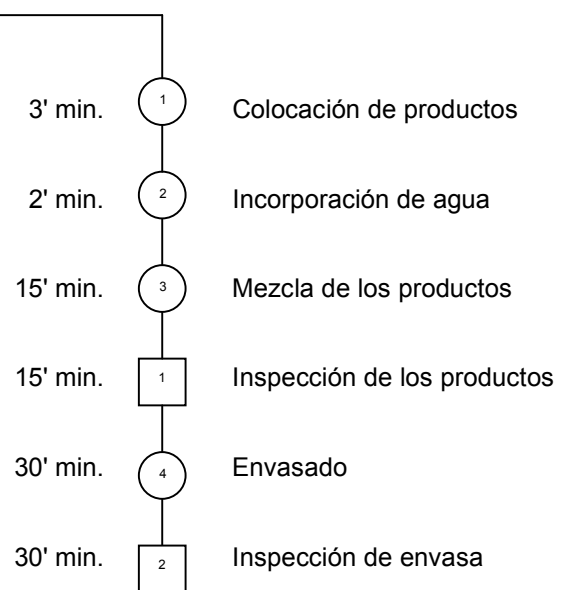 3' min. 1 Colocación de productos
2' min. 2 Incorporación de agua
15' min. 3 Mezcla de los productos
15' min. 1 Inspección de los productos
30' min. 4 Envasado
30' min. 2 Inspección de envasa